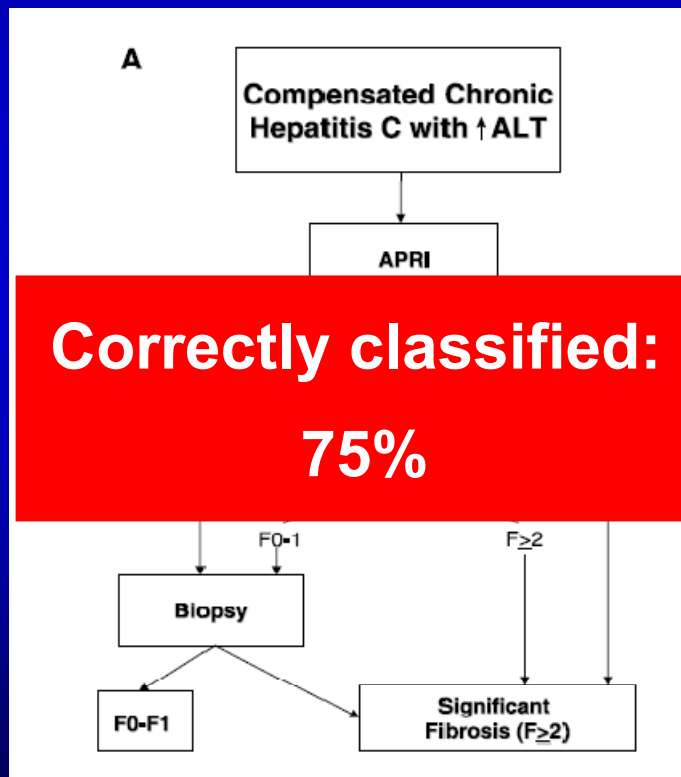 A
Compensated Chronic
Hepatitis C with ↑ALT
APRI
Correctly classified:
75%
F0-1
F≥2
Biopsy
F0-F1
Significant
Fibrosis (F≥2)